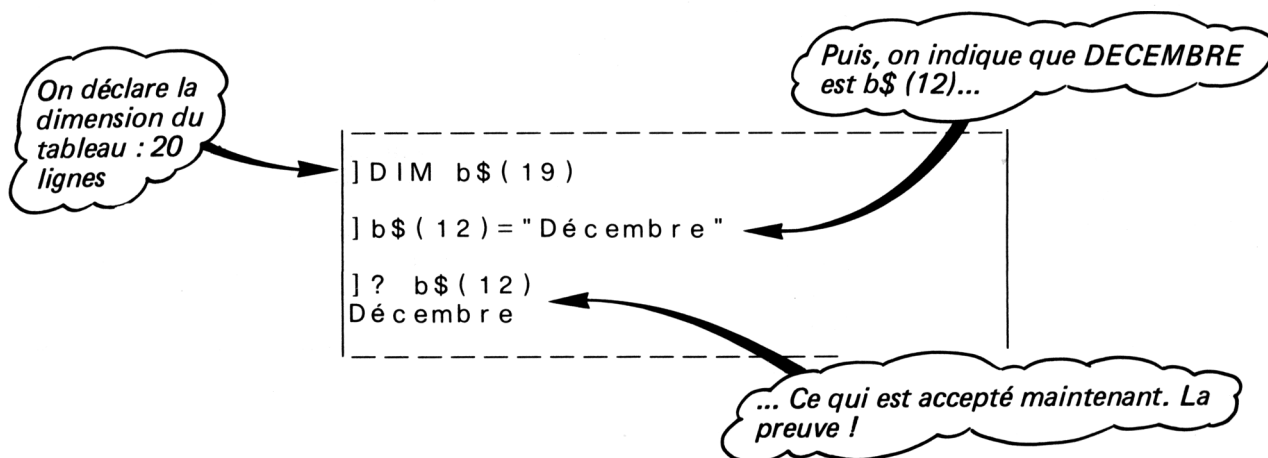 On déclare la
dimension du
tableau : 20
lignes
Puis, on indique que DECEMBRE
est b$ (12)...
]DIM b$(19)
]b$(12)="Décembre"
]? b$(12)
Décembre
... Ce qui est accepté maintenant. La
preuve !